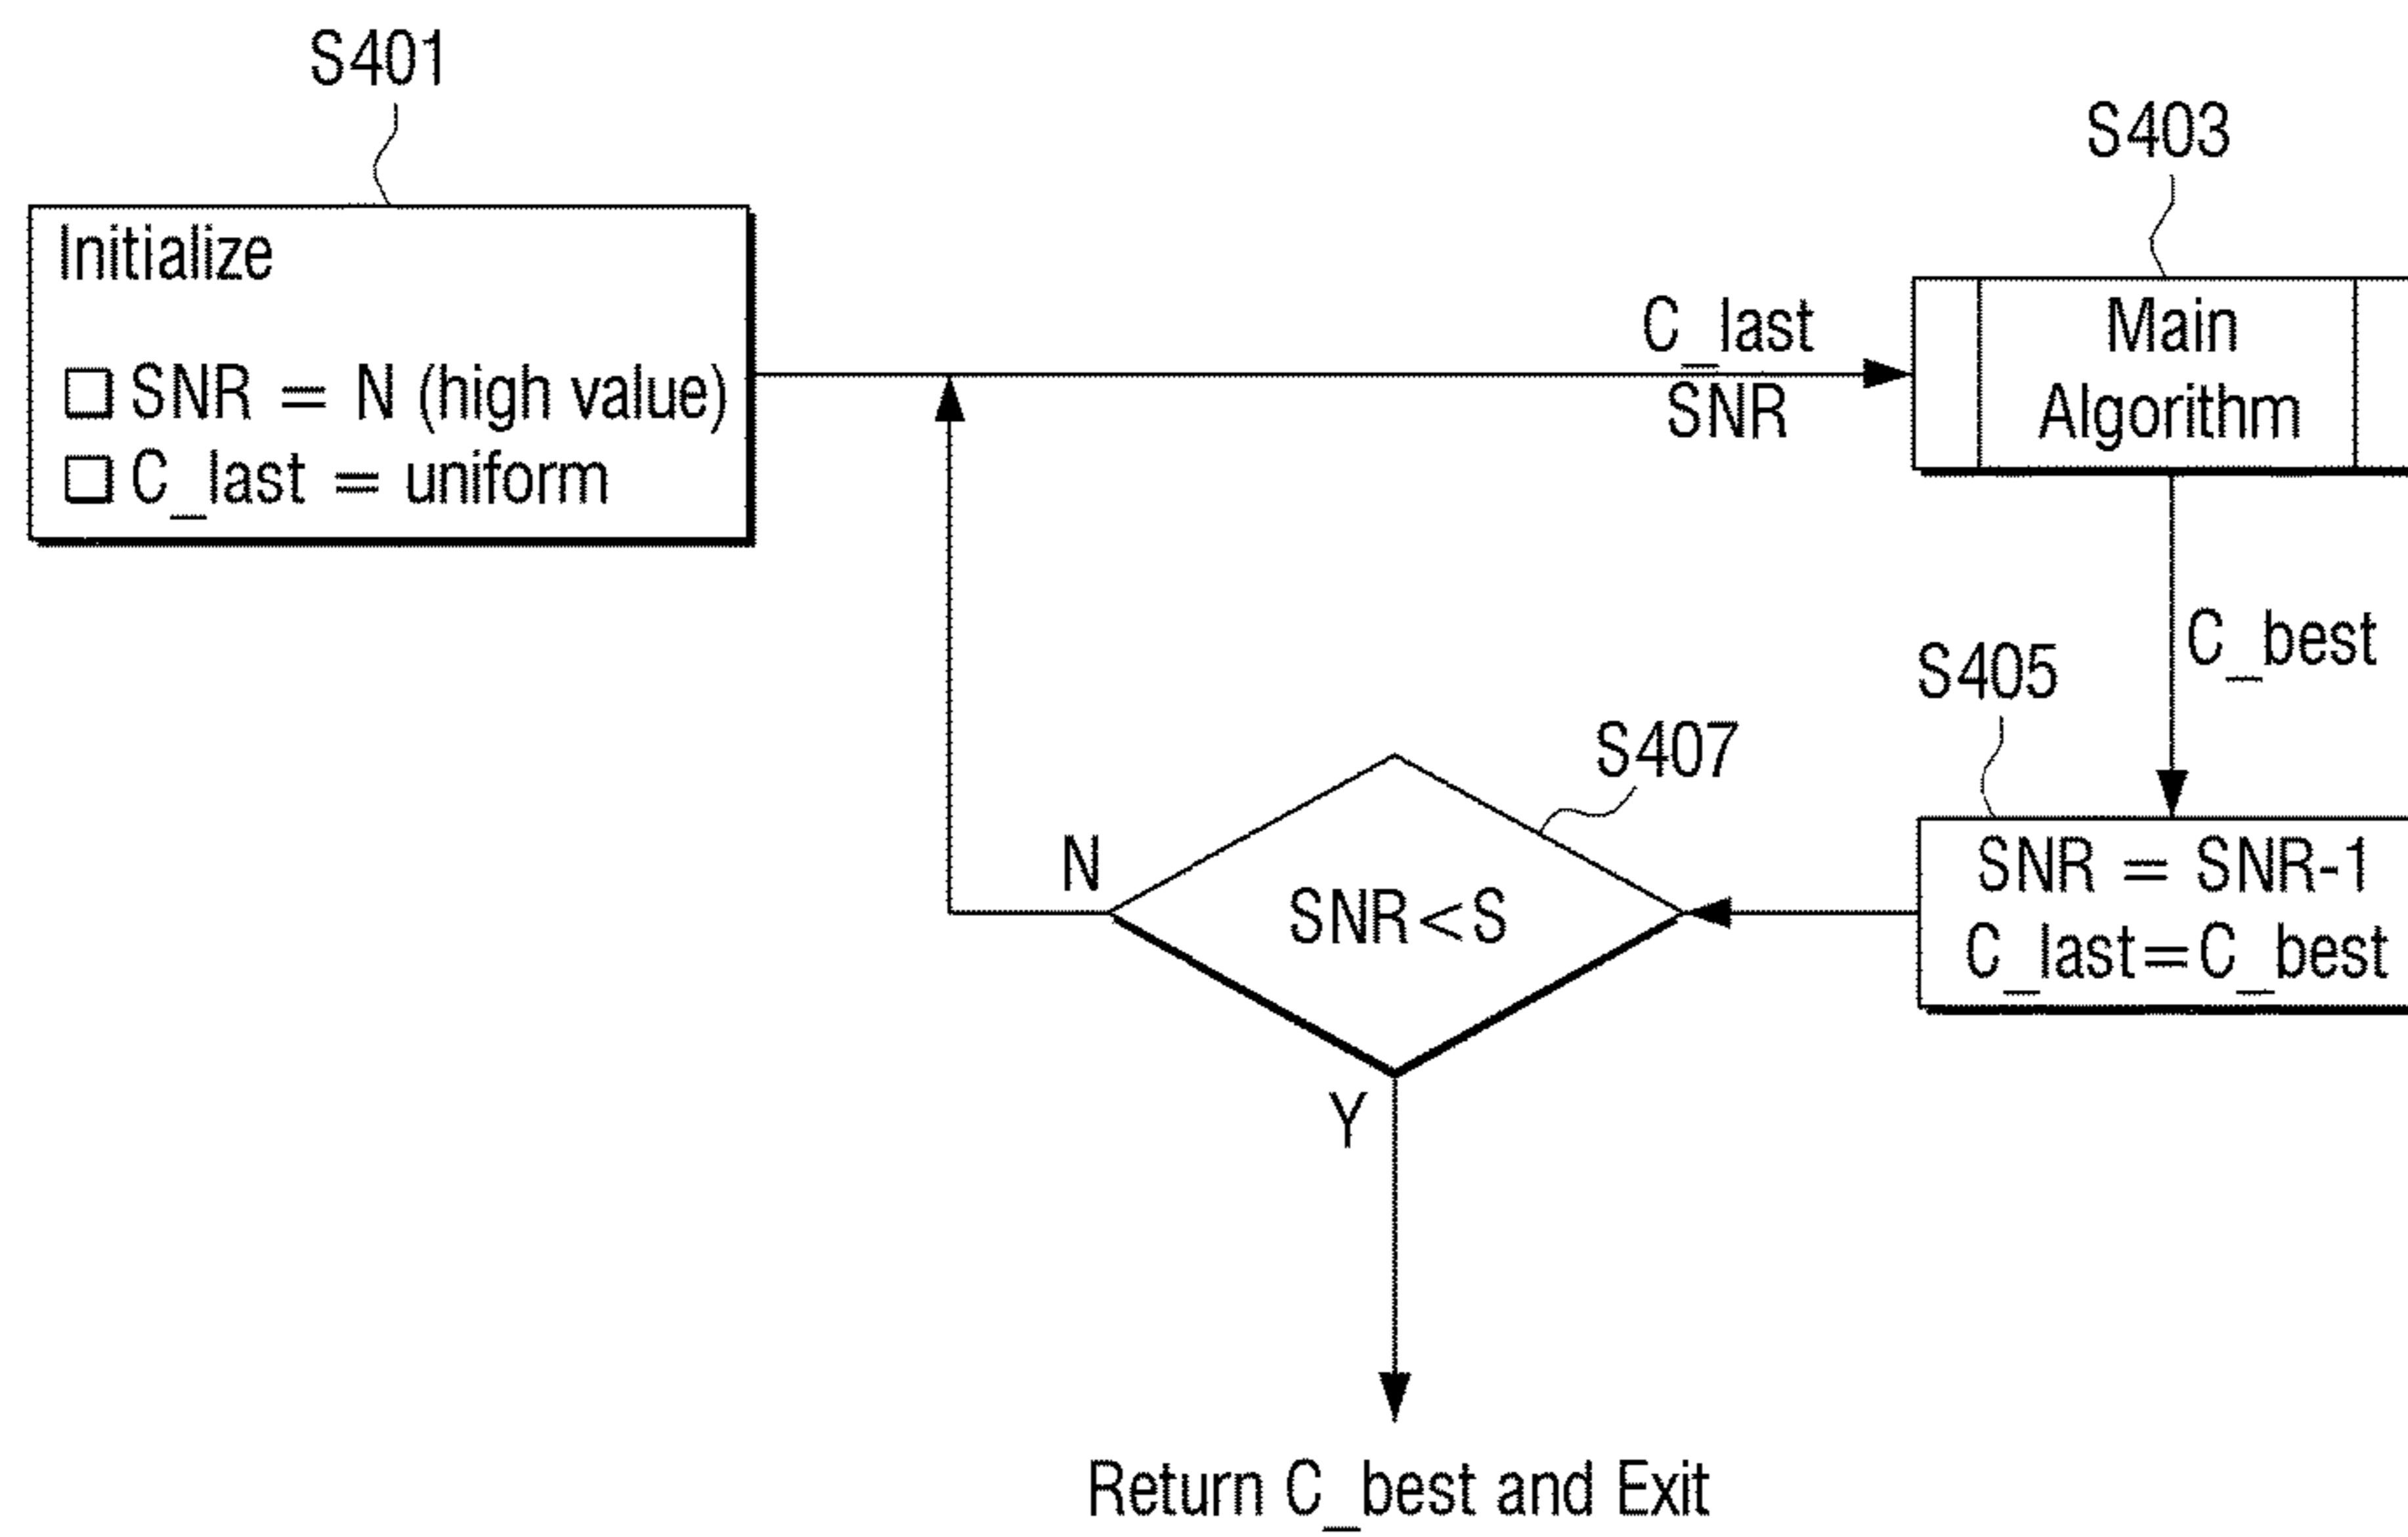 S401
Initialize
□ SNR = N (high value)
□ C_last = uniform
C_last
SNR
S403
Main
Algorithm
C_best
S405
SNR = SNR-1
C_last=C_best
S407
SNR<S
N
Y
Return C_best and Exit